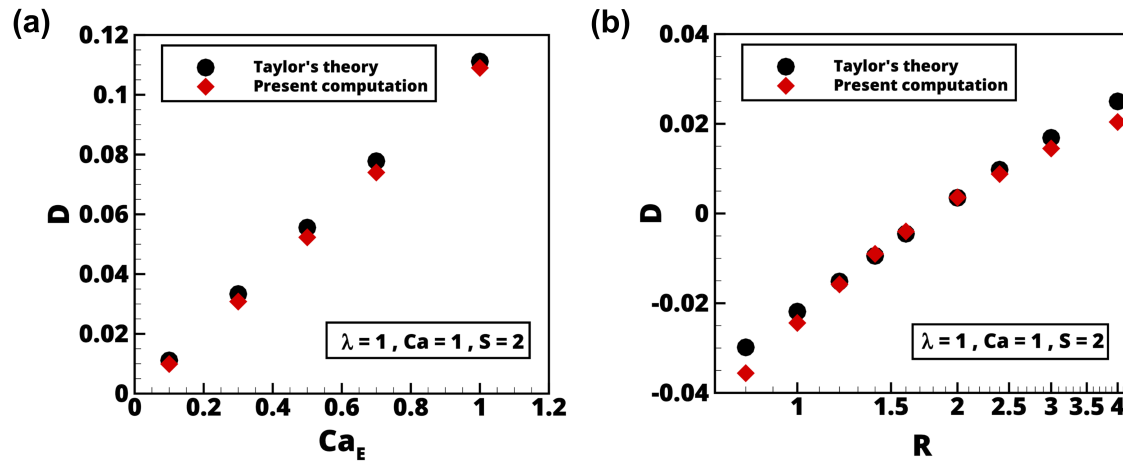 (a)
0.12
0.1
0.08
0.06
0.04
0.02
0
D
Taylor's theory
Present computation
λ = 1 , Ca = 1 , S = 2
0 0.2 0.4 0.6 0.8 1 1.2
Ca_E
(b)
0.04
0.02
0
-0.02
-0.04
D
Taylor's theory
Present computation
λ = 1 , Ca = 1 , S = 2
1 1.5 2 2.5 3 3.5 4
R